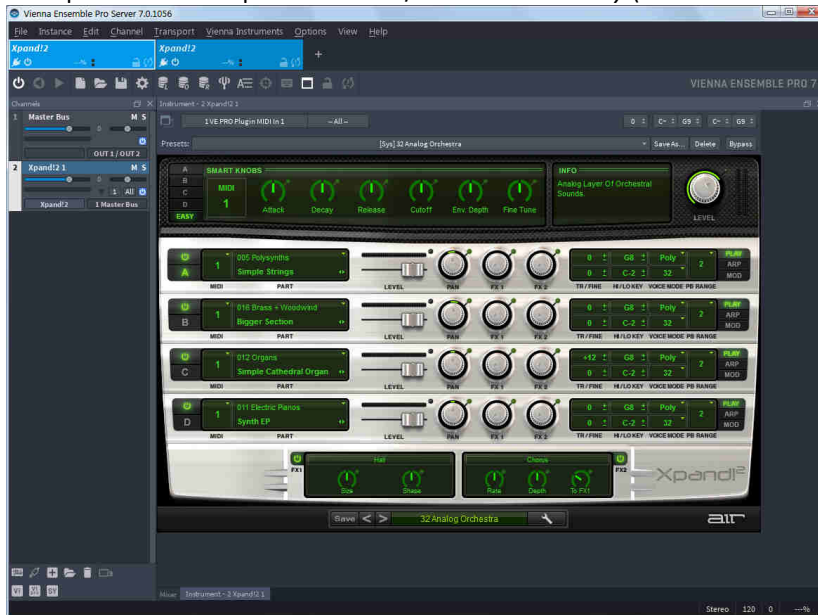 Vienna Ensemble Pro Server 7.0.1056
File Instance Edit Channel Transport Vienna Instruments Options View Help
Xpand!2 Xpand!2
VIENNA ENSEMBLE PRO 7
Channels Instrument - 2 Xpand!2 1
1 Master Bus M S
OUT 1 / OUT 2
2 Xpand!2 1 M S
1 All
Xpand!2 1 Master Bus
1 VE PRO Plugin MIDI In 1 -- All -- 0 C- G9 C- G9
Presets: [Sys] 32 Analog Orchestra Save As... Delete Bypass
A
B
C
D
EASY
SMART KNOBS
MIDI
1
Attack Decay Release Cutoff Env. Depth Fine Tune
INFO
Analog Layer Of Orchestral
Sounds.
LEVEL
A 1 005 Polysynths 0 G8 Poly 2 PLAY
Simple Strings 0 C-2 32 ARP
MOD
MIDI PART LEVEL PAN FX 1 FX 2 TR / FINE HI / LO KEY VOICE MODE PB RANGE
B 1 016 Brass + Woodwind 0 G8 Poly 2 PLAY
Bigger Section 0 C-2 32 ARP
MOD
MIDI PART LEVEL PAN FX 1 FX 2 TR / FINE HI / LO KEY VOICE MODE PB RANGE
C 1 012 Organs +12 G8 Poly 2 PLAY
Simple Cathedral Organ 0 C-2 32 ARP
MOD
MIDI PART LEVEL PAN FX 1 FX 2 TR / FINE HI / LO KEY VOICE MODE PB RANGE
D 1 011 Electric Pianos 0 G8 Poly 2 PLAY
Synth EP 0 C-2 32 ARP
MOD
MIDI PART LEVEL PAN FX 1 FX 2 TR / FINE HI / LO KEY VOICE MODE PB RANGE
FX1 Hall Chorus FX2
Size Shape Rate Depth To FX1
Xpand!2
Save < > 32 Analog Orchestra
air
VI SY
Mixer Instrument - 2 Xpand!2 1
Stereo 120 0 ---%